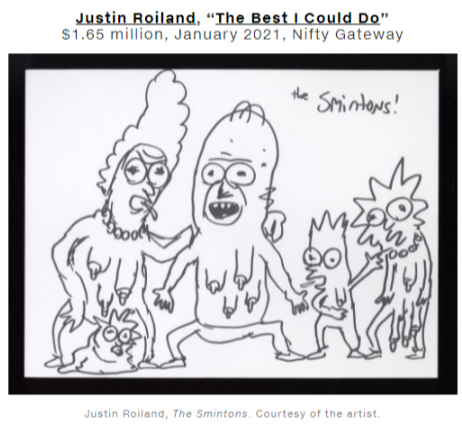 Justin Roiland, “The Best I Could Do”
$1.65 million, January 2021, Nifty Gateway
the Smintons!
Justin Roiland, The Smintons. Courtesy of the artist.